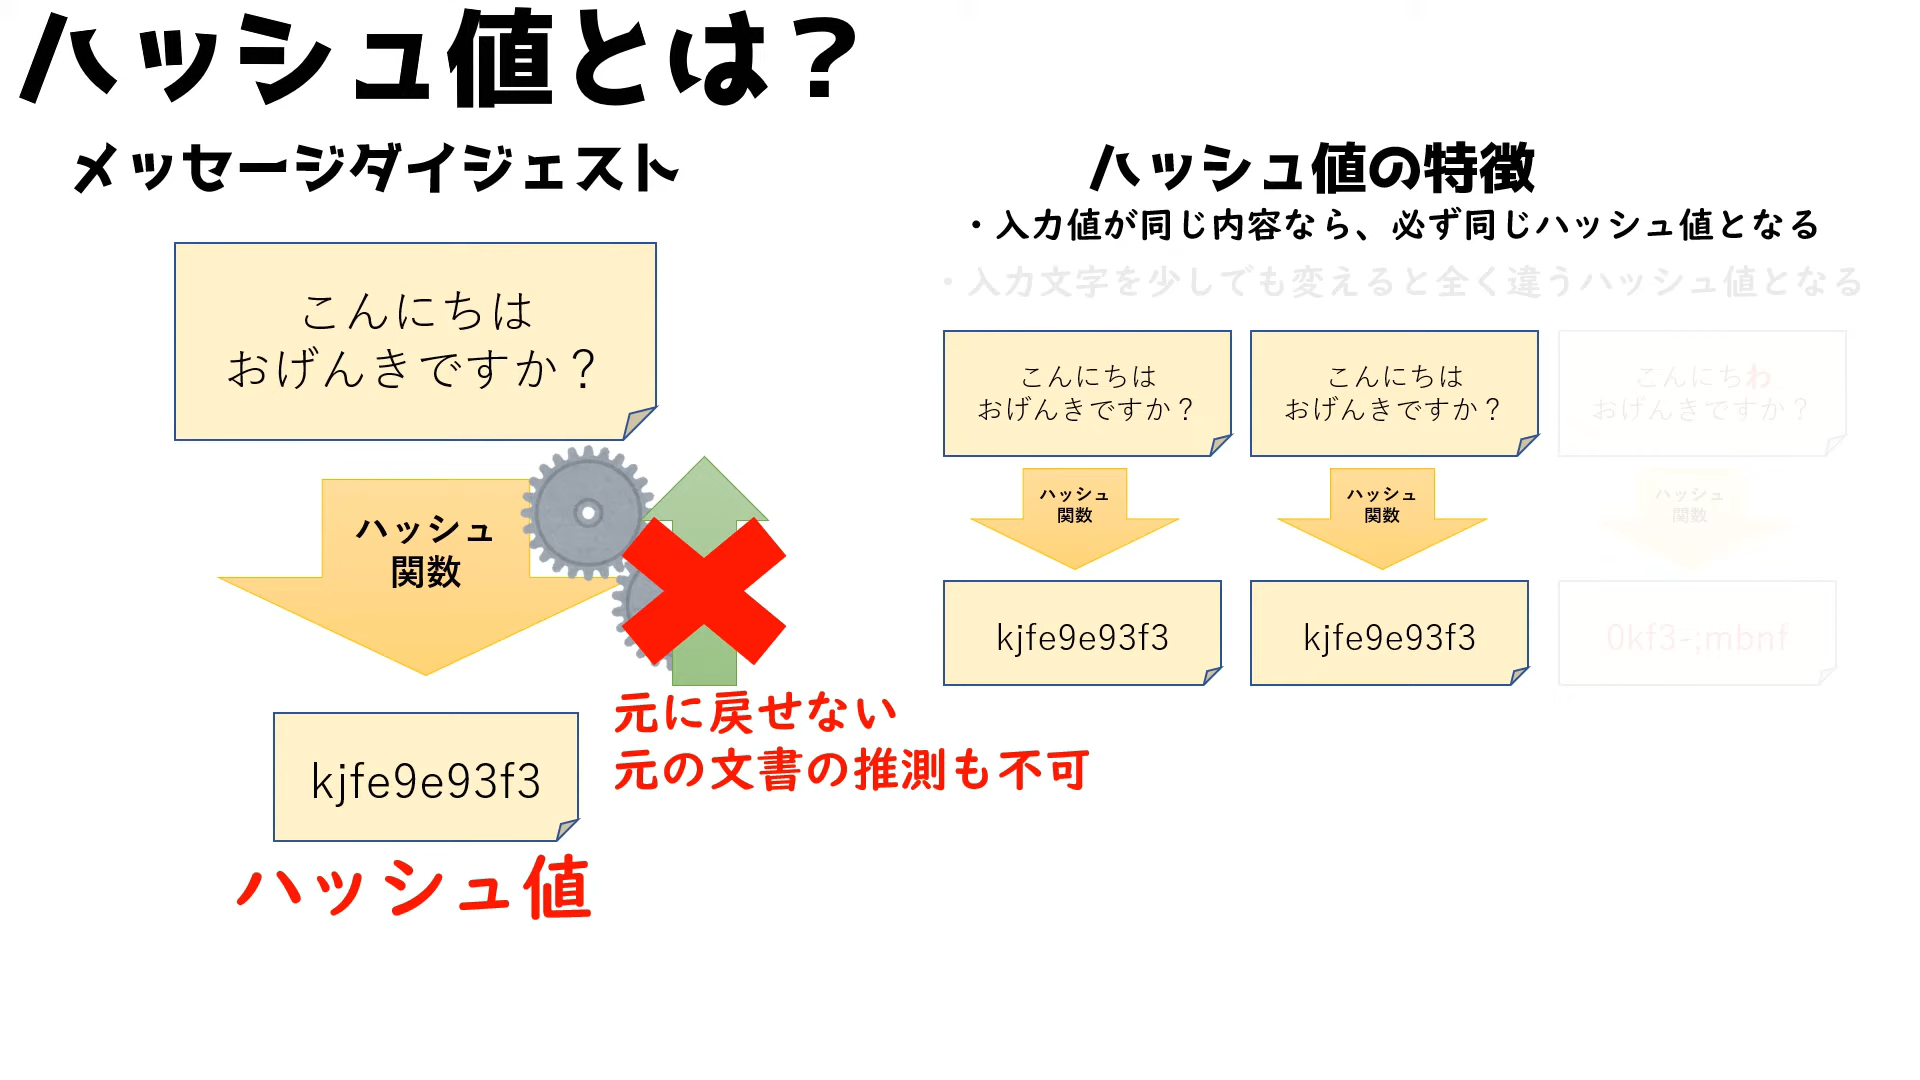 ハッシュ値とは？
メッセージダイジェスト
こんにちは
おげんきですか？
ハッシュ
関数
元に戻せない
元の文書の推測も不可
kjfe9e93f3
ハッシュ値
ハッシュ値の特徴
・入力値が同じ内容なら、必ず同じハッシュ値となる
・入力文字を少しでも変えると全く違うハッシュ値となる
こんにちは
おげんきですか？
ハッシュ
関数
kjfe9e93f3
こんにちは
おげんきですか？
ハッシュ
関数
kjfe9e93f3
こんにちわ
おげんきですか？
ハッシュ
関数
0kf3-;mbnf